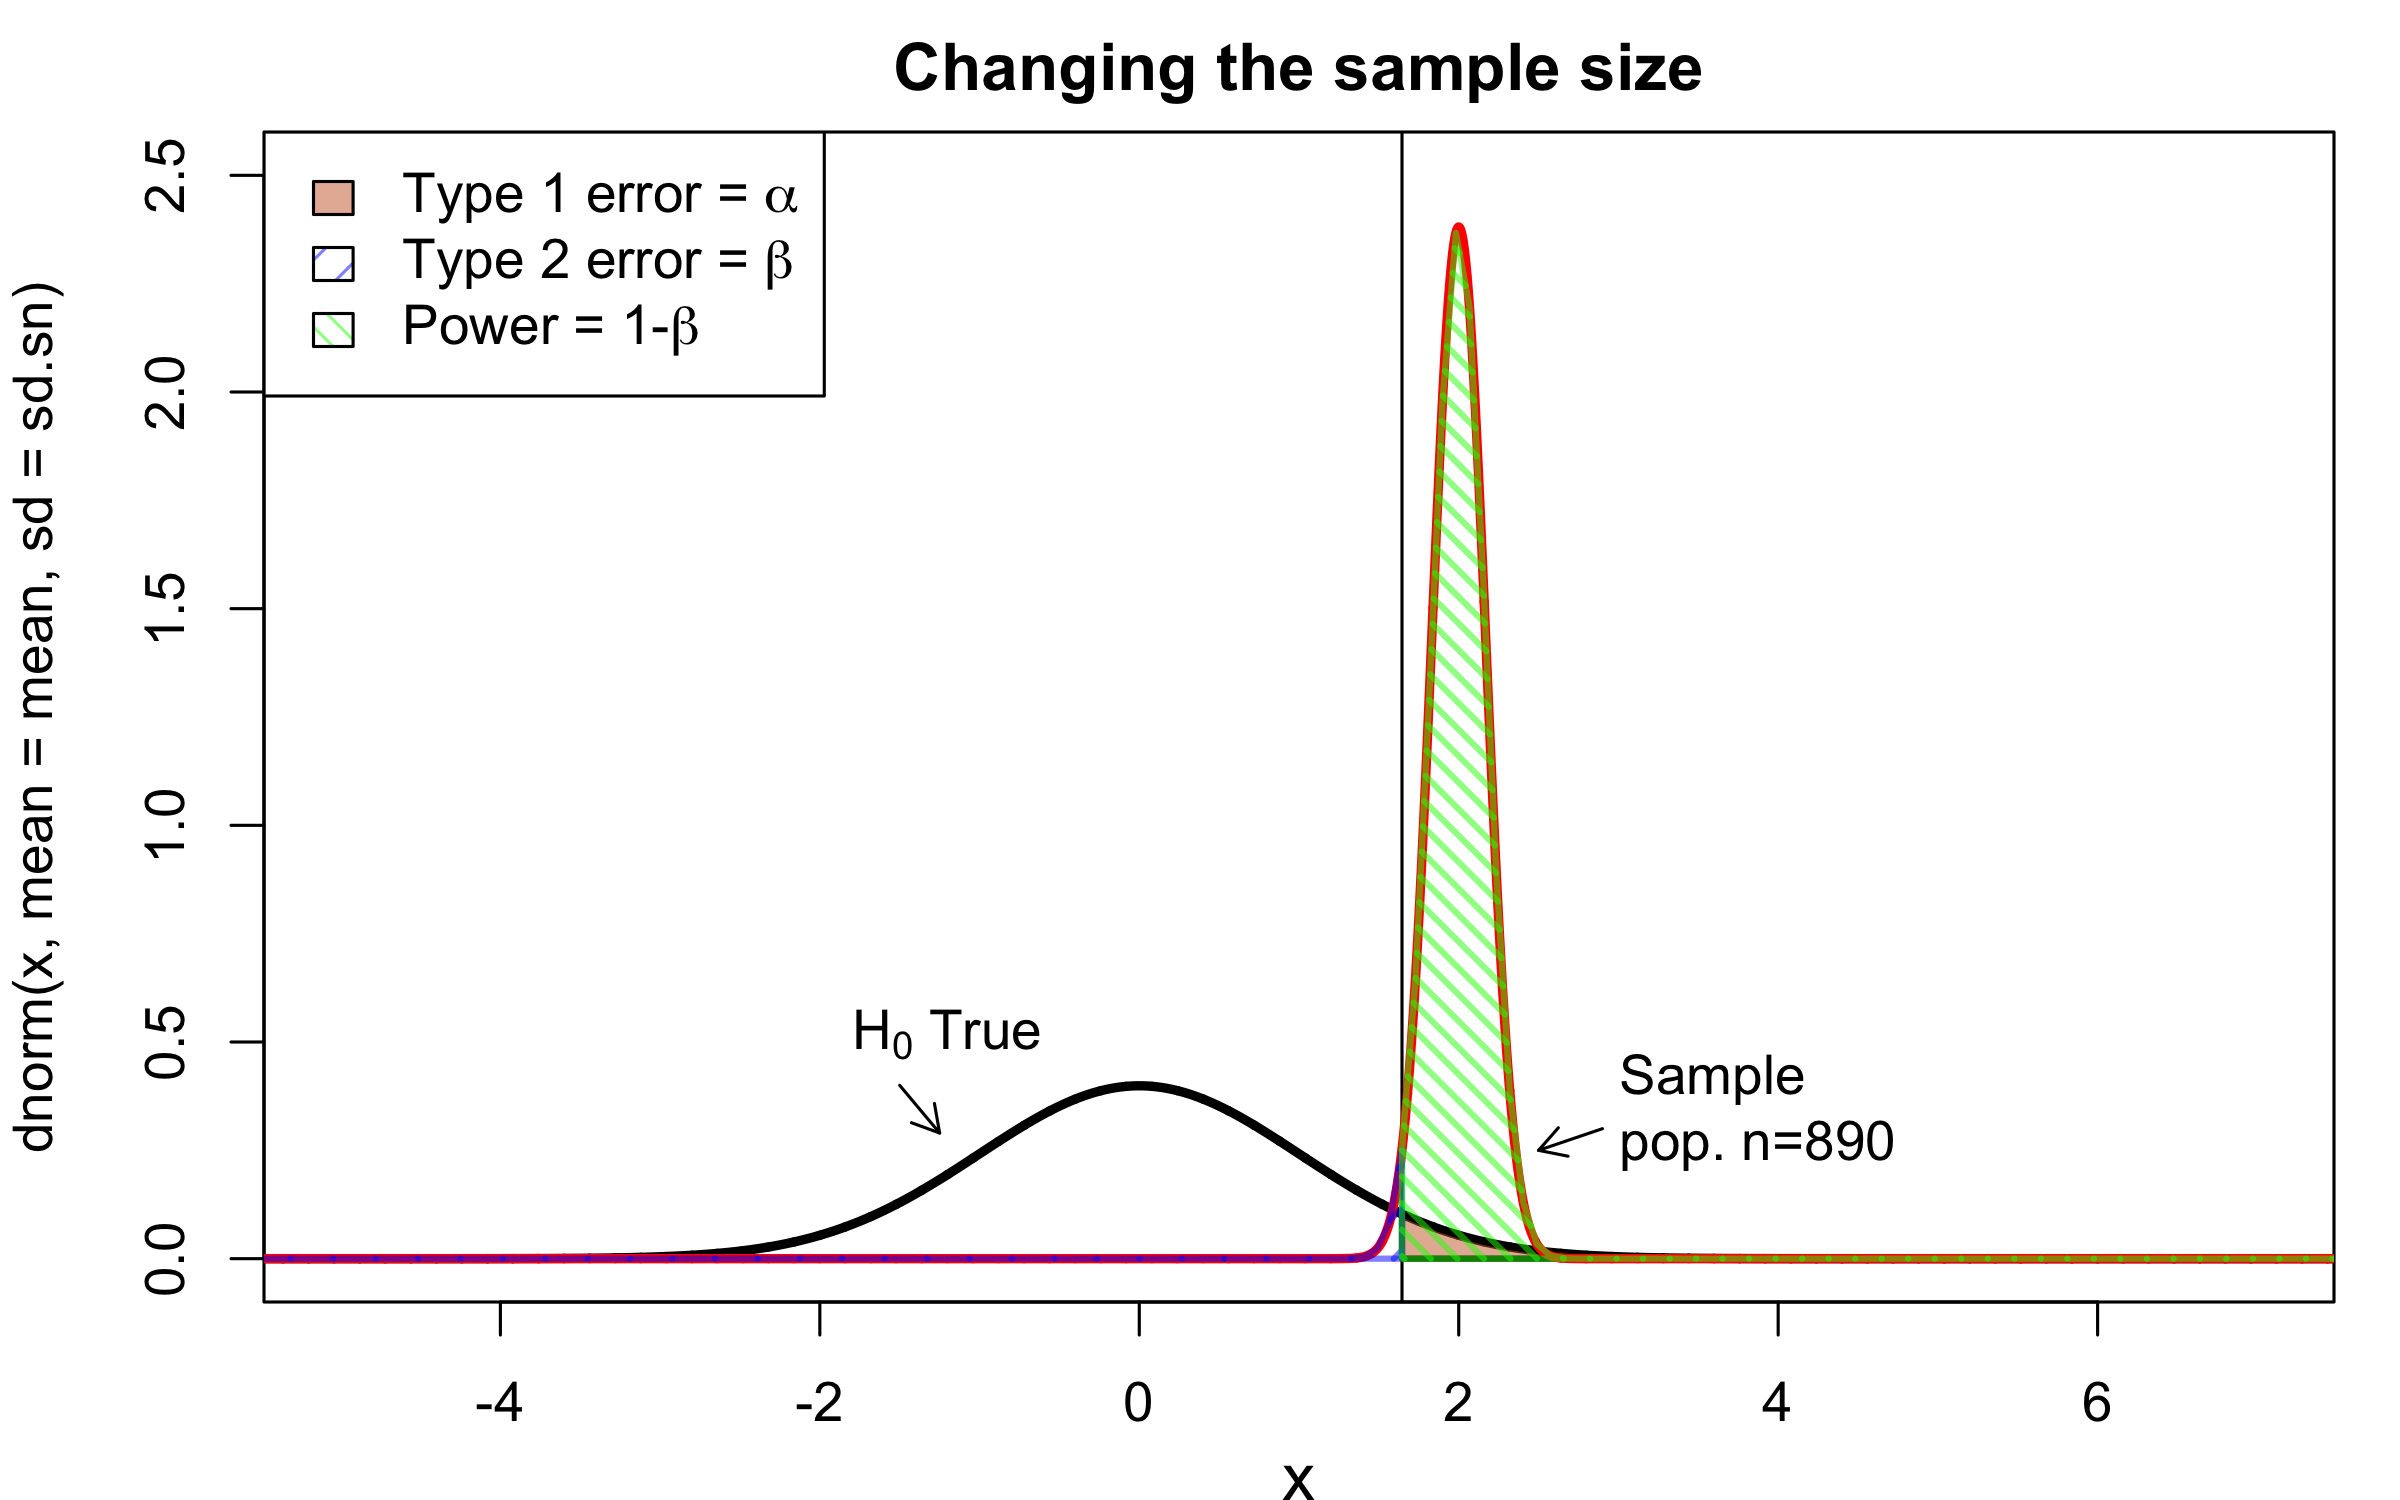 Changing the sample size
Type 1 error = α
Type 2 error = β
Power = 1-β
dnorm(x, mean = mean, sd = sd.sn)
2.5
2.0
1.5
1.0
0.5
0.0
H₀ True
Sample
pop. n=890
-4 -2 0 2 4 6
x